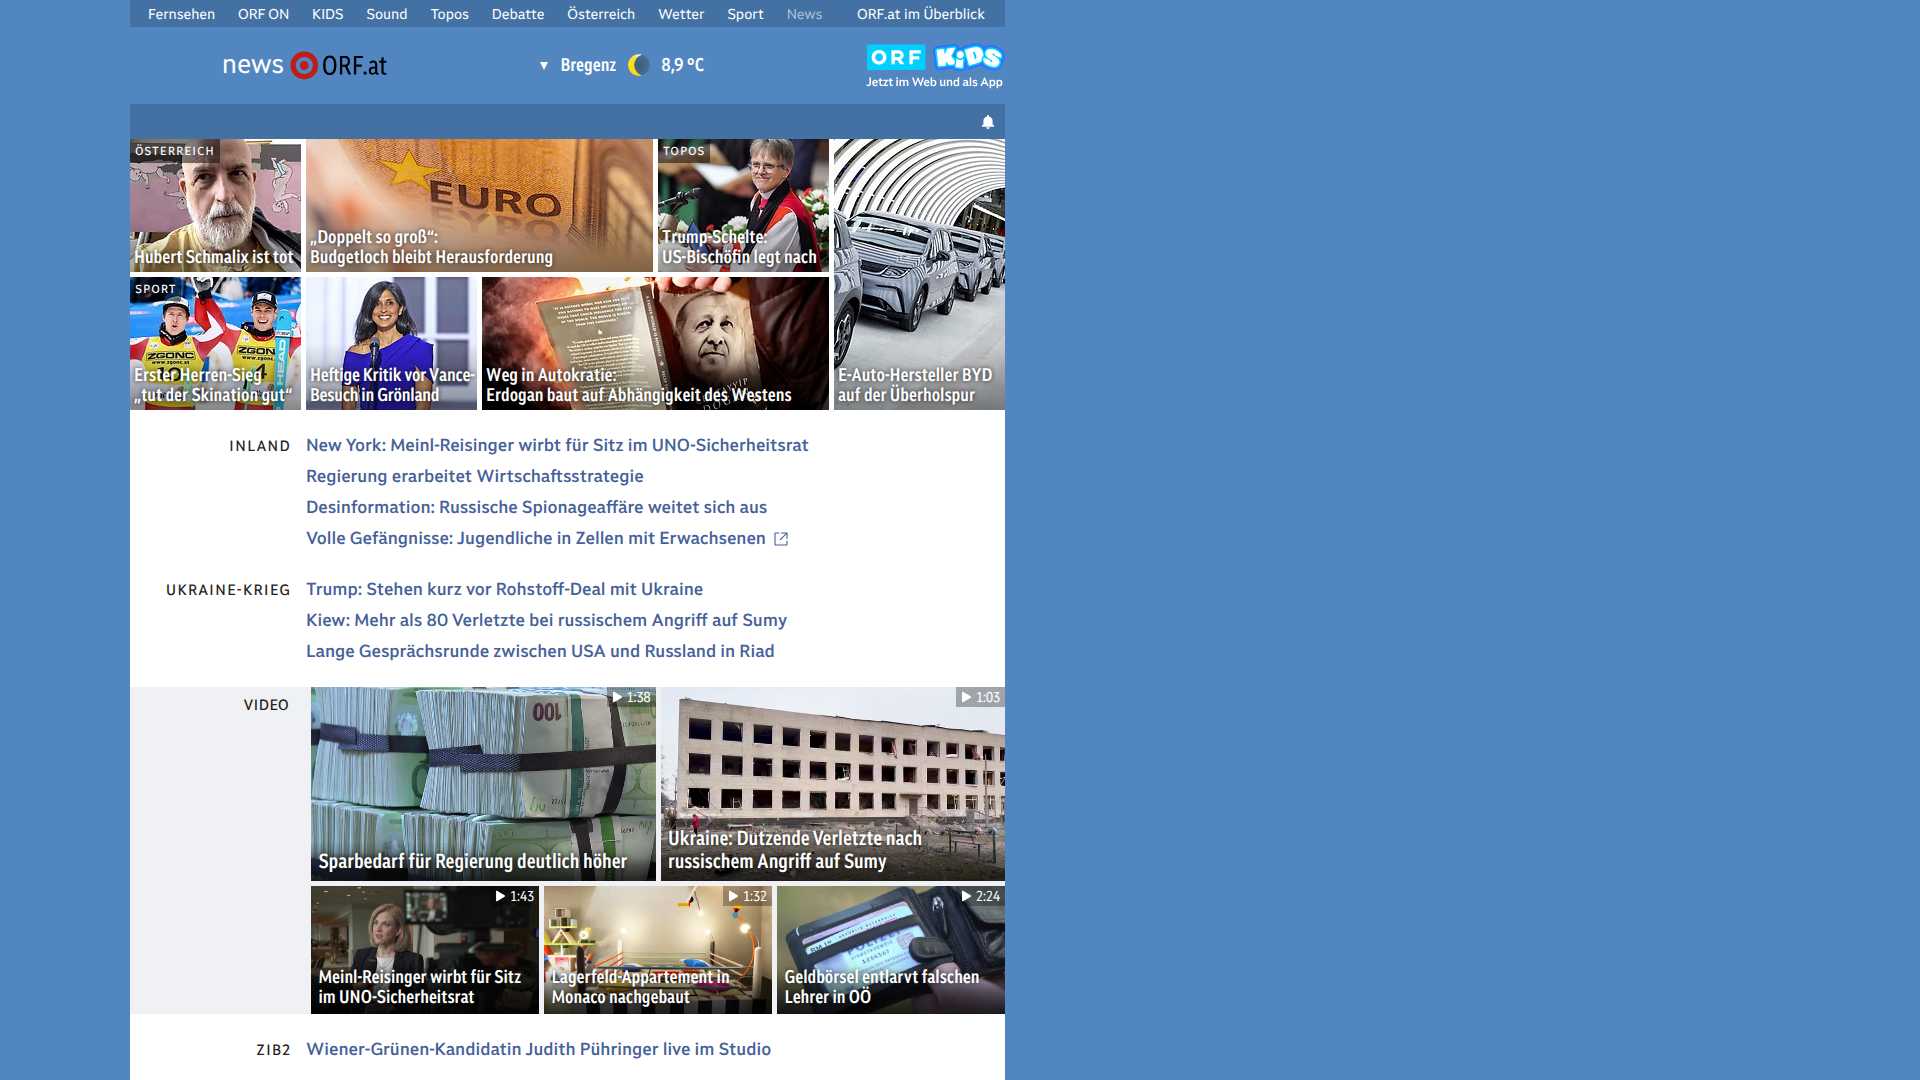 Fernsehen ORF ON KIDS Sound Topos Debatte Österreich Wetter Sport News ORF.at im Überblick
news ORF.at
Bregenz 8,9 °C
ORF KiDS
Jetzt im Web und als App
ÖSTERREICH
Hubert Schmalix ist tot
EURO
„Doppelt so groß“:
Budgetloch bleibt Herausforderung
TOPOS
Trump-Schelte:
US-Bischöfin legt nach
E-Auto-Hersteller BYD
auf der Überholspur
SPORT
ZGONC
ZGONC
Erster Herren-Sieg
„tut der Skination gut“
Heftige Kritik vor Vance-
Besuch in Grönland
Weg in Autokratie:
Erdogan baut auf Abhängigkeit des Westens
INLAND
New York: Meinl-Reisinger wirbt für Sitz im UNO-Sicherheitsrat
Regierung erarbeitet Wirtschaftsstrategie
Desinformation: Russische Spionageaffäre weitet sich aus
Volle Gefängnisse: Jugendliche in Zellen mit Erwachsenen
UKRAINE-KRIEG
Trump: Stehen kurz vor Rohstoff-Deal mit Ukraine
Kiew: Mehr als 80 Verletzte bei russischem Angriff auf Sumy
Lange Gesprächsrunde zwischen USA und Russland in Riad
VIDEO
1:38
100
Sparbedarf für Regierung deutlich höher
1:03
Ukraine: Dutzende Verletzte nach
russischem Angriff auf Sumy
1:43
Meinl-Reisinger wirbt für Sitz
im UNO-Sicherheitsrat
1:32
Lagerfeld-Appartement in
Monaco nachgebaut
2:24
Geldbörsel entlarvt falschen
Lehrer in OÖ
ZIB2
Wiener-Grünen-Kandidatin Judith Pühringer live im Studio